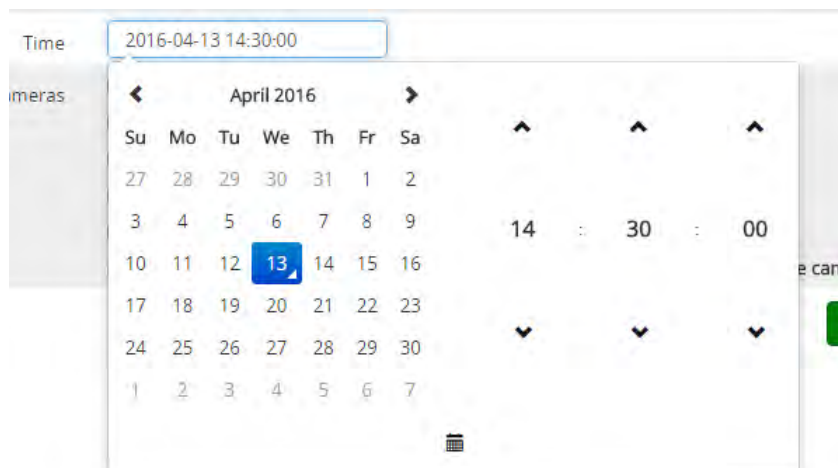 Time 2016-04-13 14:30:00
ameras
April 2016
Su Mo Tu We Th Fr Sa
27 28 29 30 31 1 2
3 4 5 6 7 8 9
10 11 12 13 14 15 16
17 18 19 20 21 22 23
24 25 26 27 28 29 30
1 2 3 4 5 6 7
14 : 30 : 00
e car